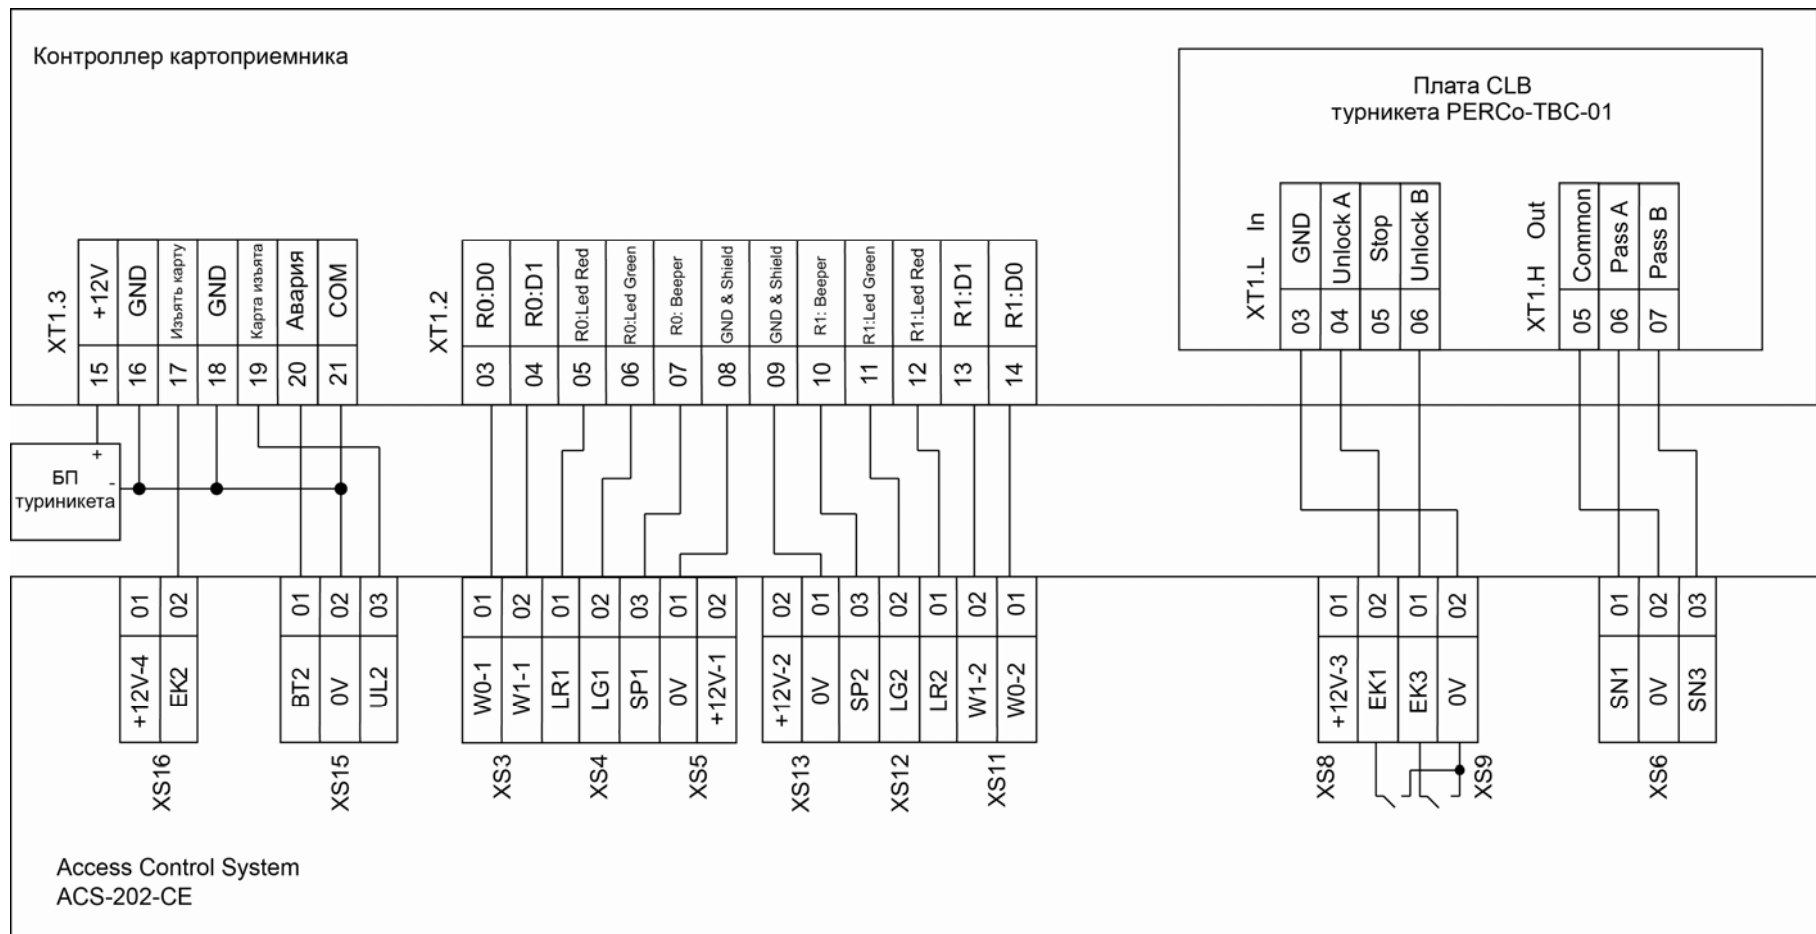 Контроллер картоприемника
Плата CLB
турникета PERCo-TBC-01
XT1.3
+12V
GND
Изъять карту
GND
Карта изъята
Авария
COM
15 16 17 18 19 20 21
XT1.2
R0:D0
R0:D1
R0:Led Red
R0:Led Green
R0: Beeper
GND & Shield
GND & Shield
R1: Beeper
R1:Led Green
R1:Led Red
R1:D1
R1:D0
03 04 05 06 07 08 09 10 11 12 13 14
XT1.L In
GND
Unlock A
Stop
Unlock B
03 04 05 06
XT1.H Out
Common
Pass A
Pass B
05 06 07
+
-
БП
туриникета
01 02
+12V-4
EK2
XS16
01 02 03
BT2
0V
UL2
XS15
01 02 01 02 03 01 02
W0-1
W1-1
LR1
LG1
SP1
0V
+12V-1
XS3
XS4
XS5
02 01 03 02 01 02 01
+12V-2
0V
SP2
LG2
LR2
W1-2
W0-2
XS13
XS12
XS11
01 02 01 02
+12V-3
EK1
EK3
0V
XS8
XS9
01 02 03
SN1
0V
SN3
XS6
Access Control System
ACS-202-CE